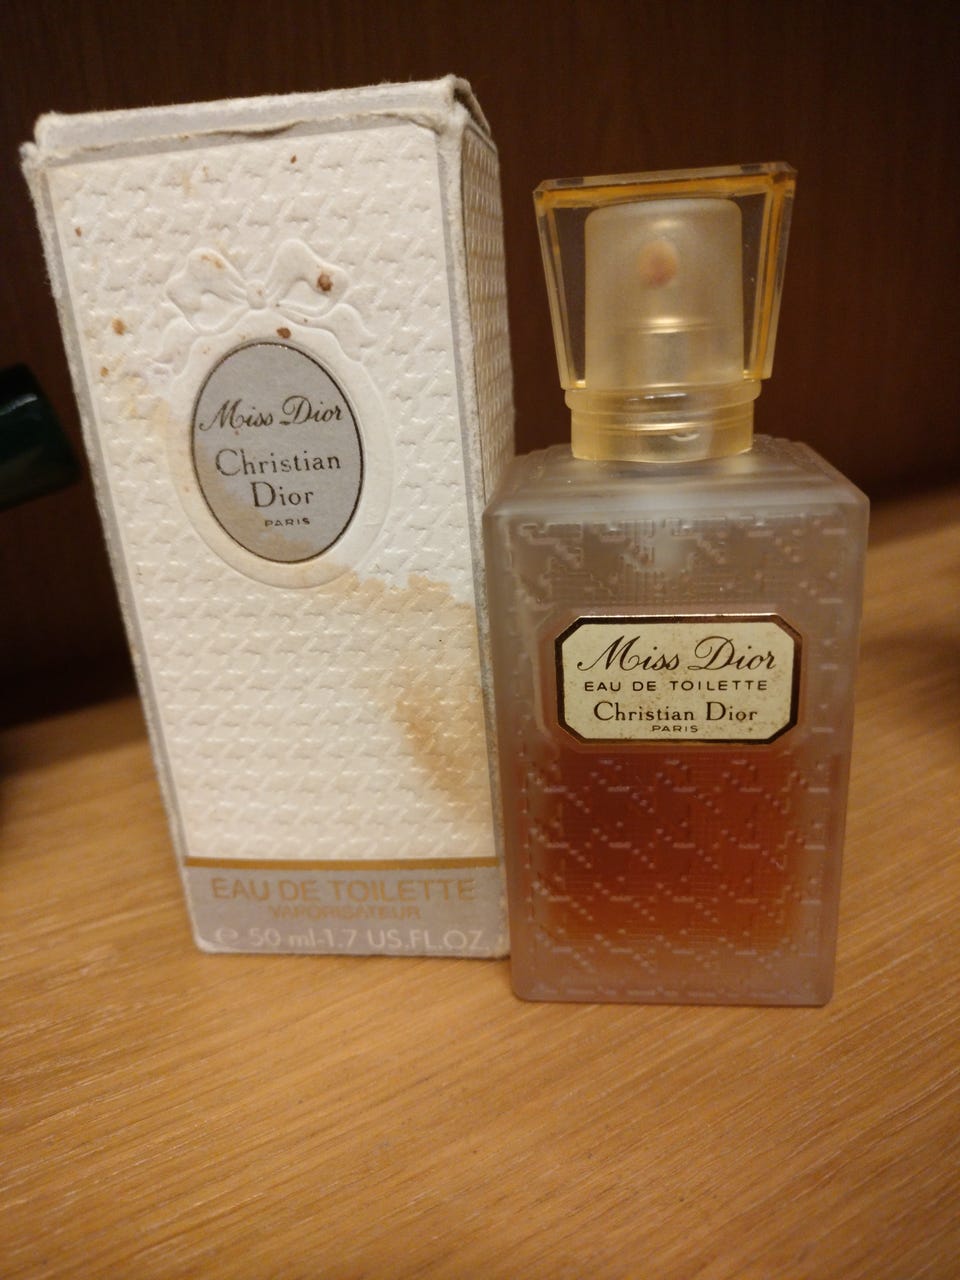 Miss Dior
Christian
Dior
PARIS
EAU DE TOILETTE
VAPORISATEUR
℮ 50 ml-1.7 US.FL.OZ.
Miss Dior
EAU DE TOILETTE
Christian Dior
PARIS